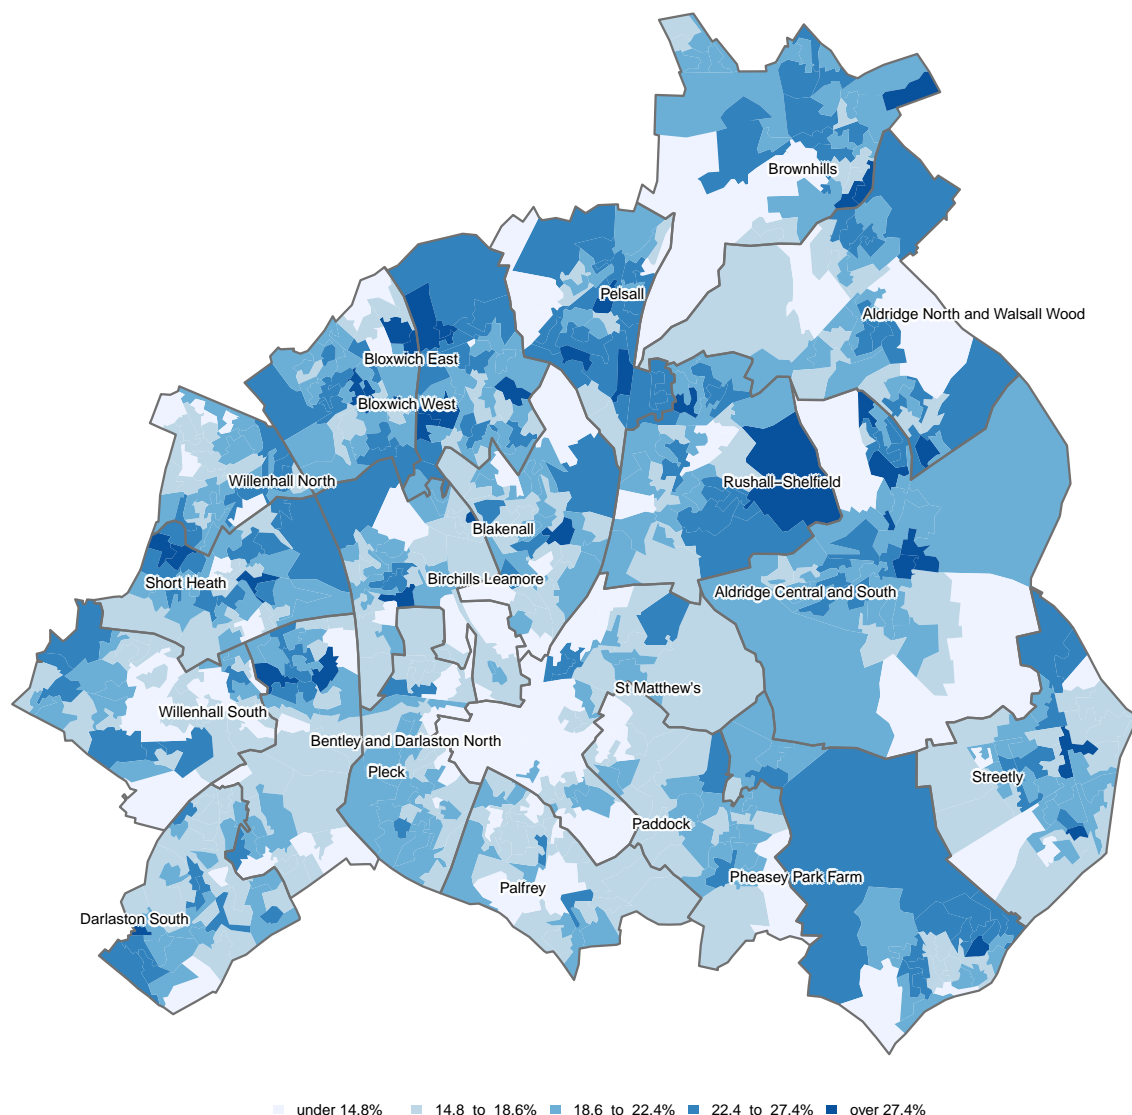 Brownhills
Pelsall
Aldridge North and Walsall Wood
Bloxwich East
Bloxwich West
Willenhall North
Rushall–Shelfield
Blakenall
Short Heath
Birchills Leamore
Aldridge Central and South
St Matthew's
Willenhall South
Bentley and Darlaston North
Pleck
Streetly
Paddock
Pheasey Park Farm
Palfrey
Darlaston South
under 14.8%
14.8 to 18.6%
18.6 to 22.4%
22.4 to 27.4%
over 27.4%